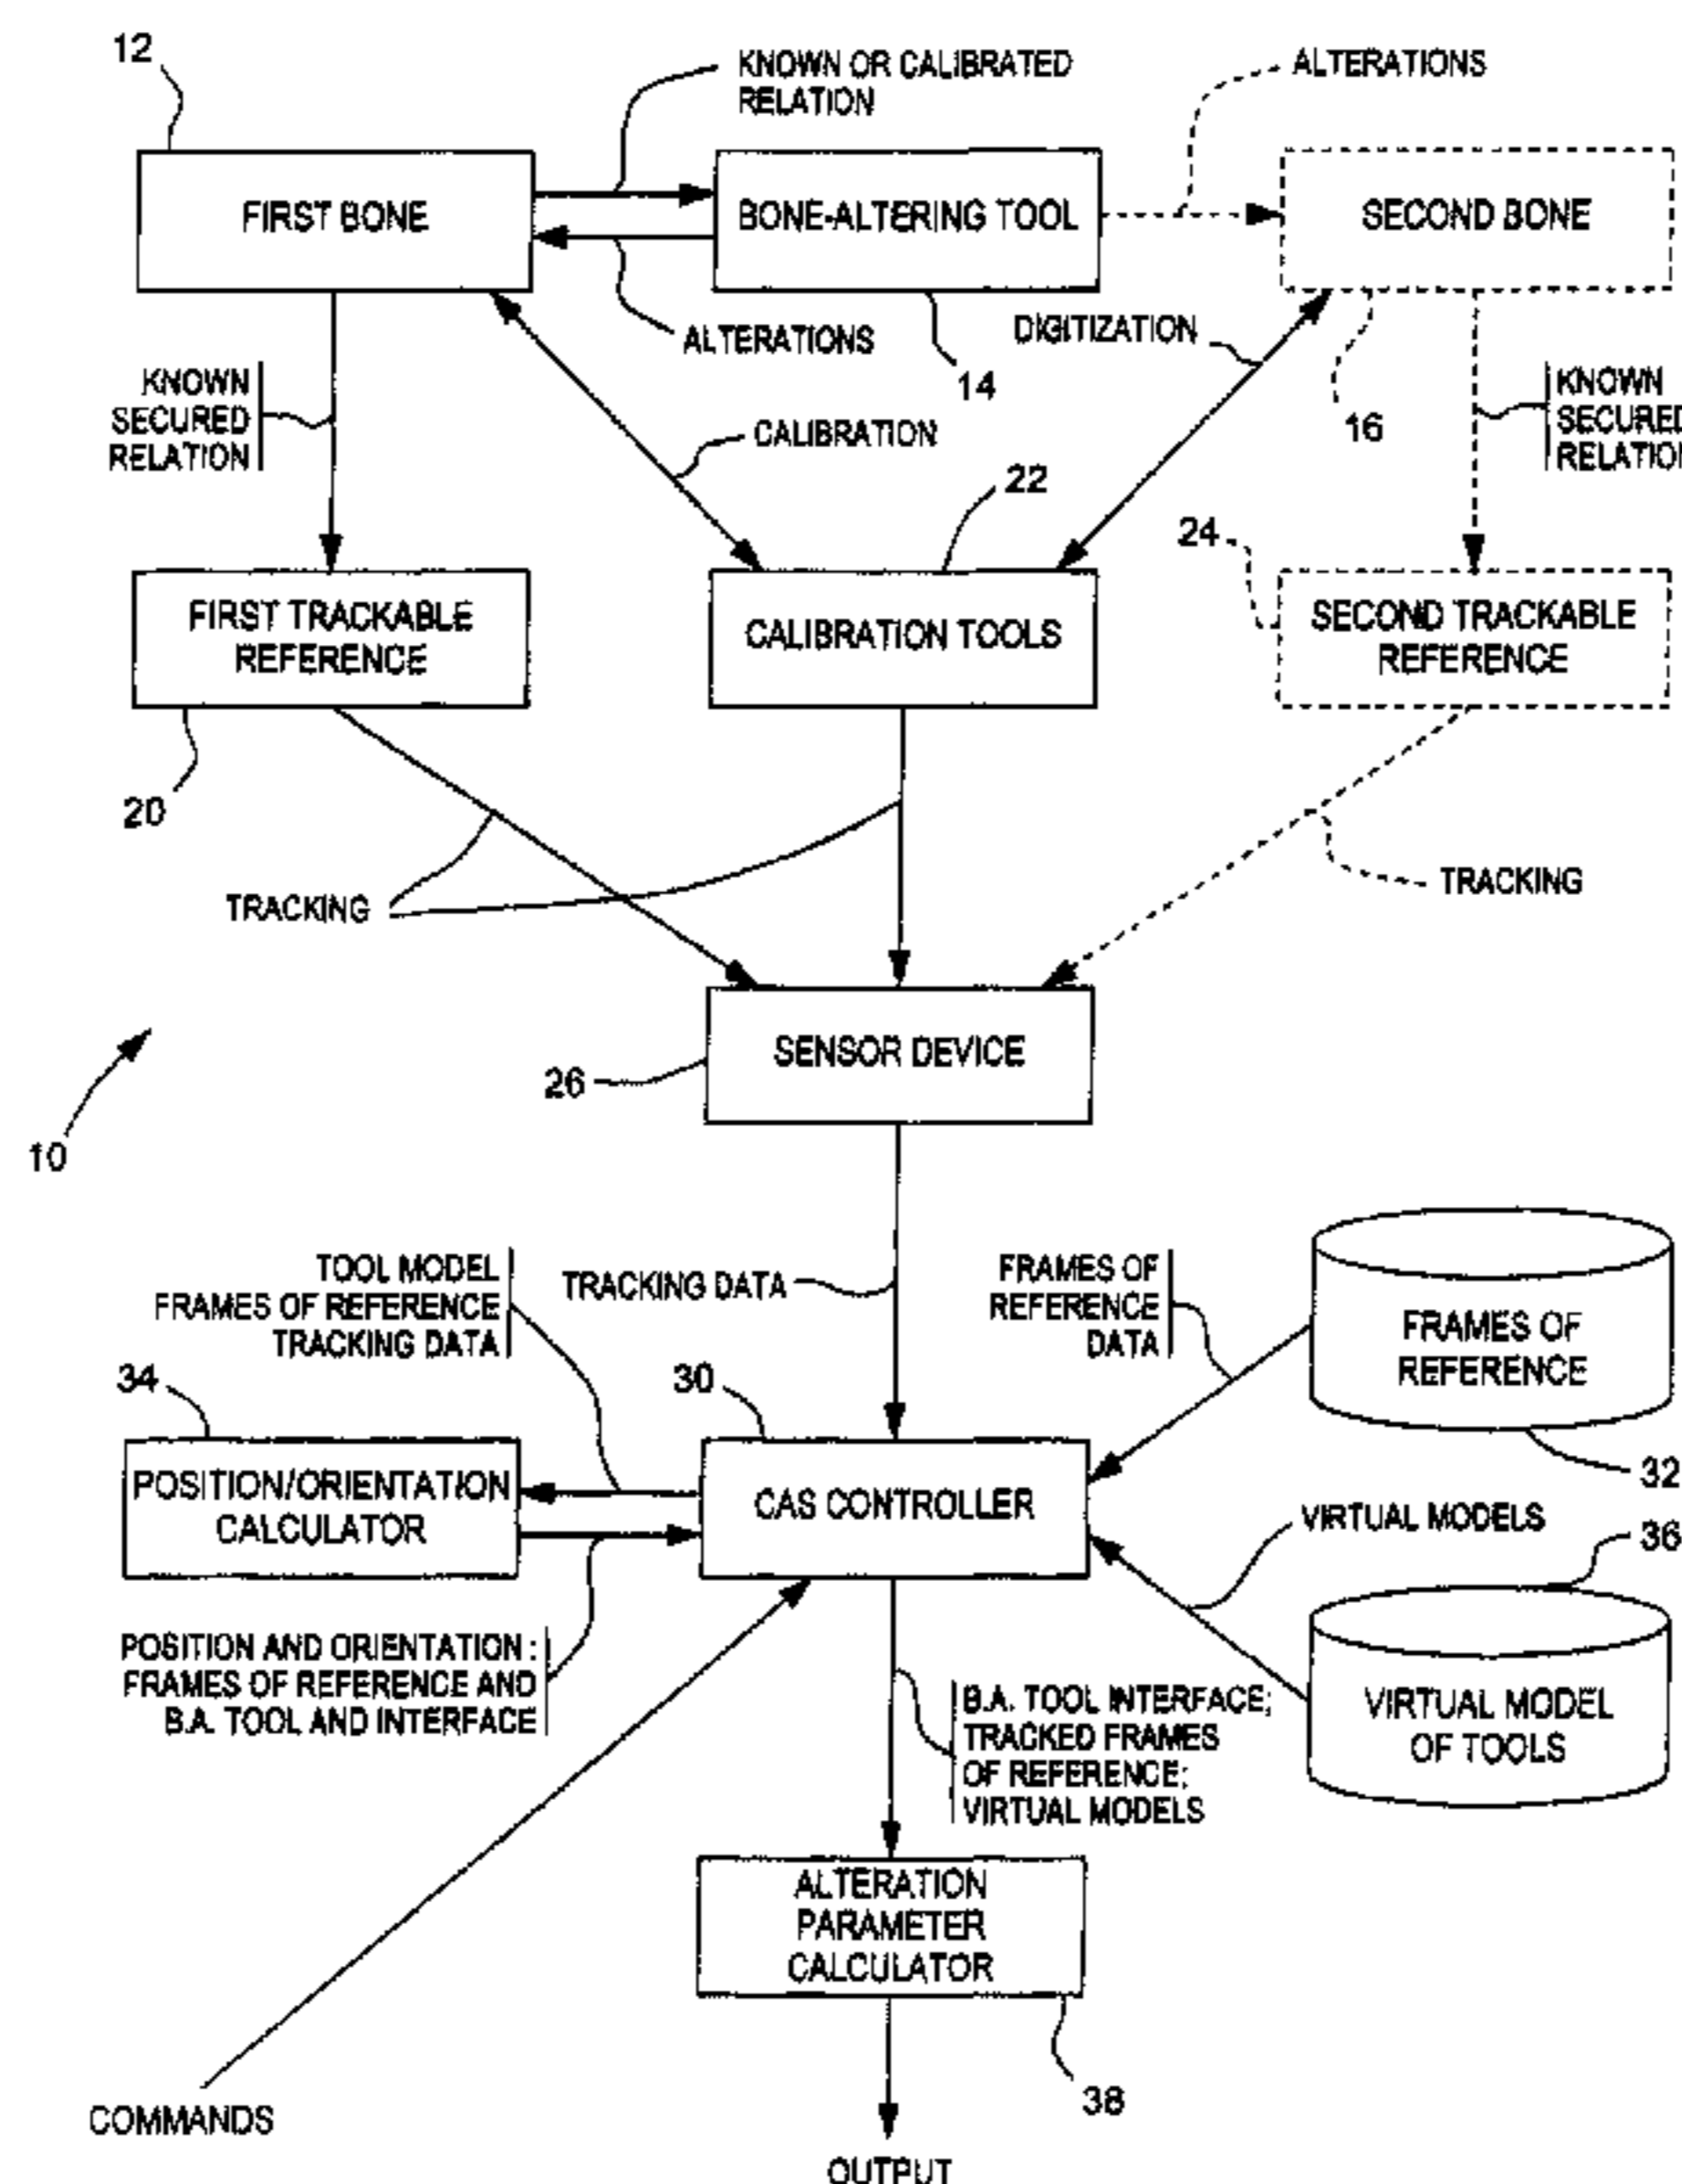 12
KNOWN OR CALIBRATED
RELATION
ALTERATIONS
FIRST BONE
BONE-ALTERING TOOL
SECOND BONE
ALTERATIONS
DIGITIZATION
14
KNOWN
SECURED
RELATION
CALIBRATION
16
KNOWN
SECURED
RELATION
22
24
FIRST TRACKABLE
REFERENCE
CALIBRATION TOOLS
SECOND TRACKABLE
REFERENCE
20
TRACKING
TRACKING
SENSOR DEVICE
26
10
TOOL MODEL
FRAMES OF REFERENCE
TRACKING DATA
TRACKING DATA
FRAMES OF
REFERENCE
DATA
FRAMES OF
REFERENCE
34
30
32
POSITION/ORIENTATION
CALCULATOR
CAS CONTROLLER
VIRTUAL MODELS
36
POSITION AND ORIENTATION :
FRAMES OF REFERENCE AND
B.A. TOOL AND INTERFACE
B.A. TOOL INTERFACE;
TRACKED FRAMES
OF REFERENCE;
VIRTUAL MODELS
VIRTUAL MODEL
OF TOOLS
ALTERATION
PARAMETER
CALCULATOR
38
COMMANDS
OUTPUT